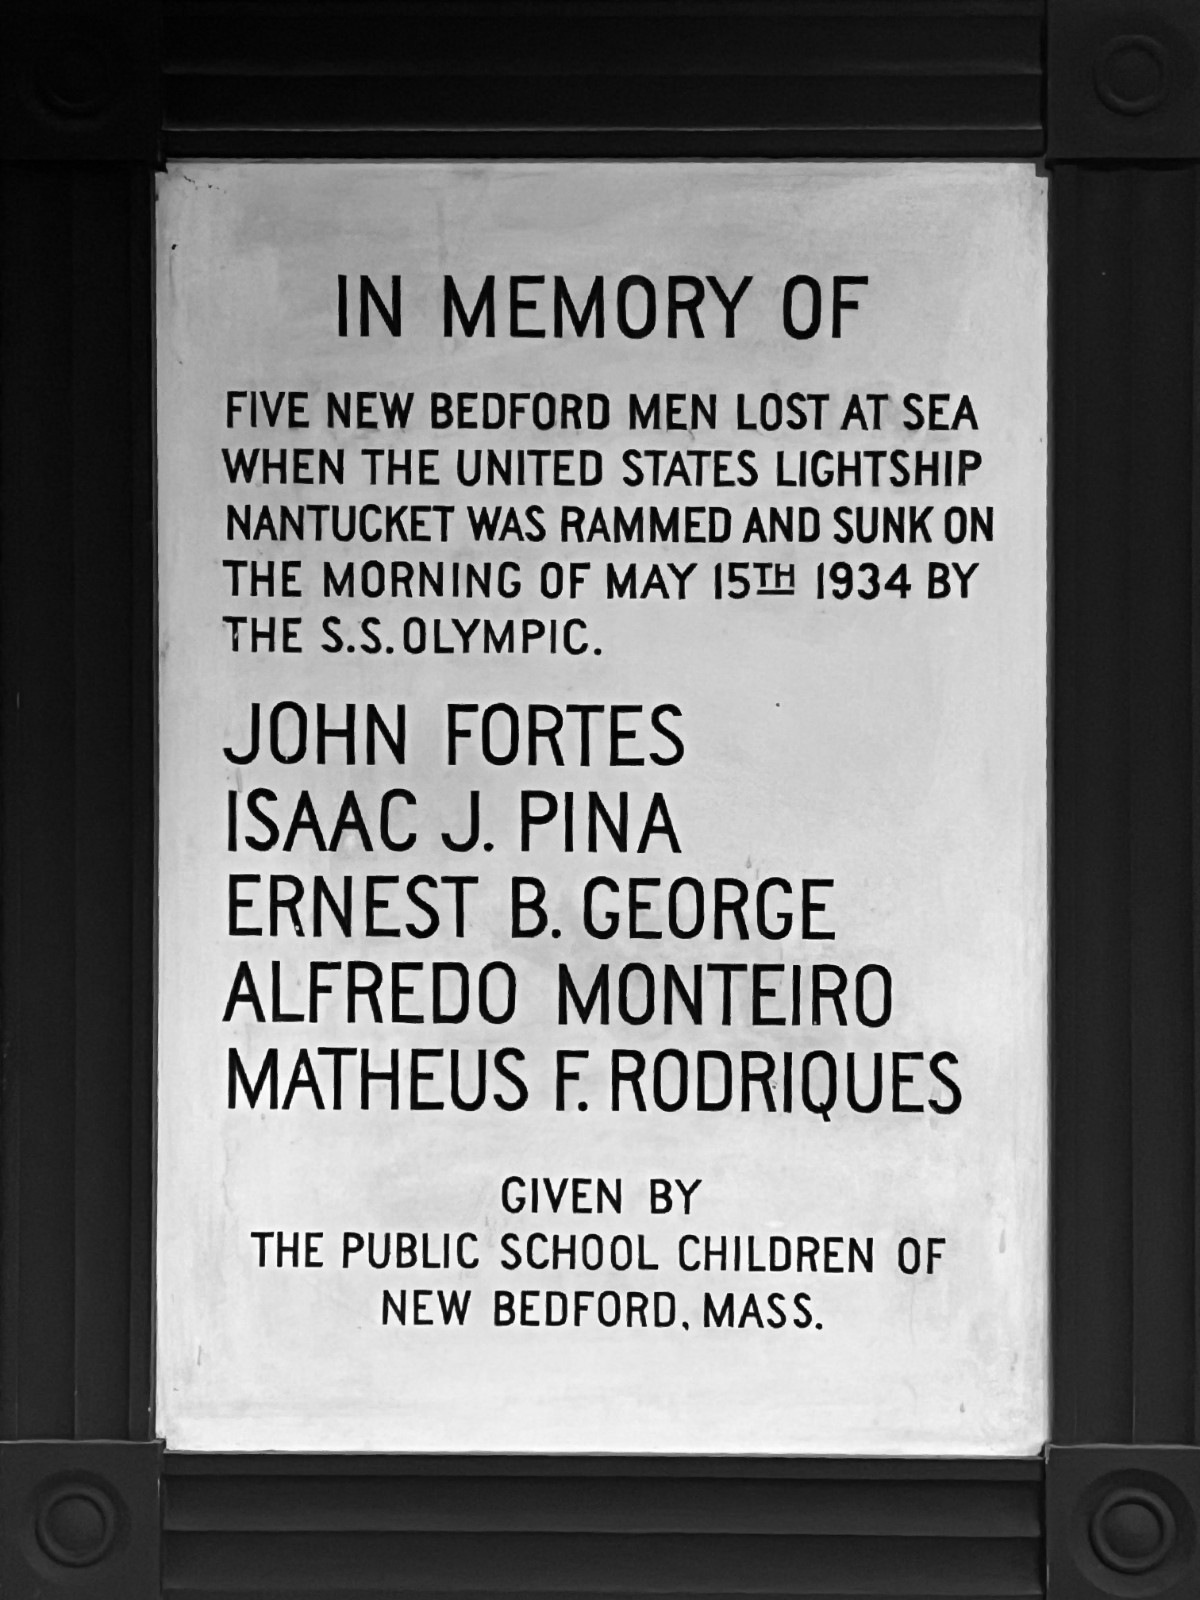 IN MEMORY OF
FIVE NEW BEDFORD MEN LOST AT SEA
WHEN THE UNITED STATES LIGHTSHIP
NANTUCKET WAS RAMMED AND SUNK ON
THE MORNING OF MAY 15TH 1934 BY
THE S.S. OLYMPIC.
JOHN FORTES
ISAAC J. PINA
ERNEST B. GEORGE
ALFREDO MONTEIRO
MATHEUS F. RODRIQUES
GIVEN BY
THE PUBLIC SCHOOL CHILDREN OF
NEW BEDFORD, MASS.